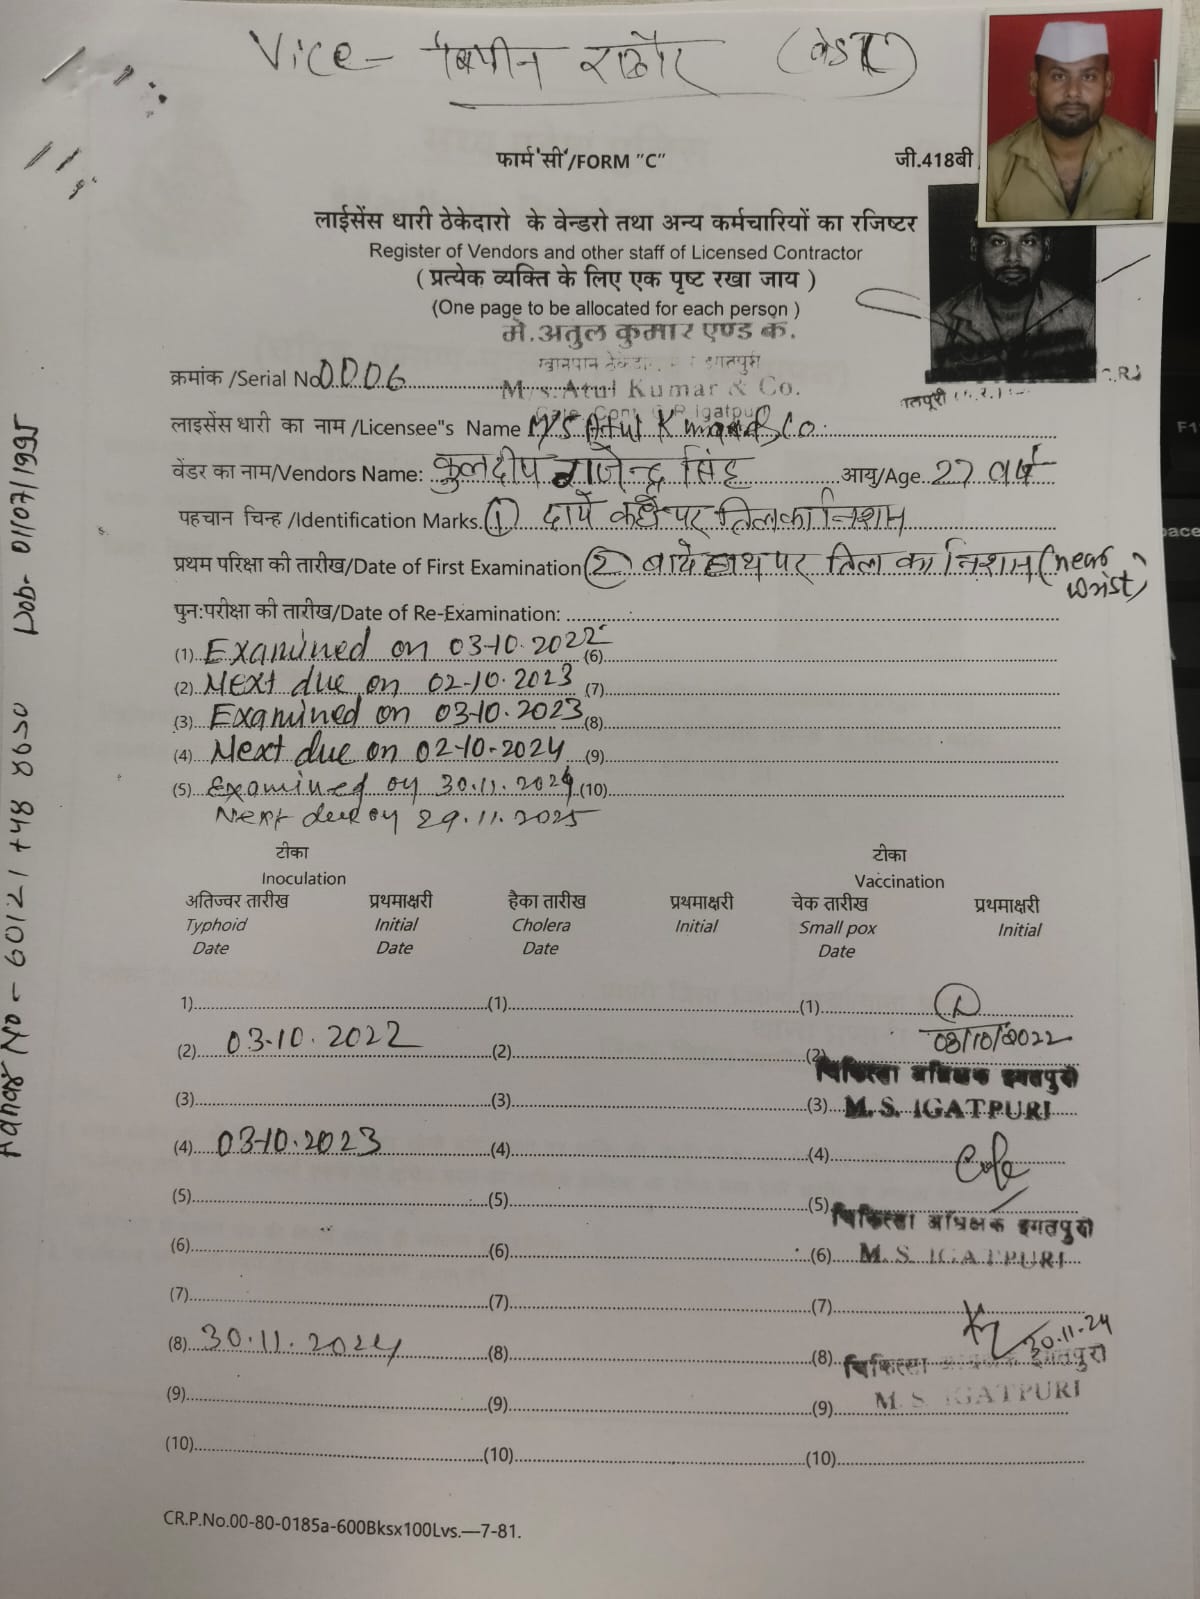 Vice - बिपीन राठौर (वेंडर)
फार्म 'सी'/FORM "C"
जी.418बी
लाईसेंस धारी ठेकेदारो के वेन्डरो तथा अन्य कर्मचारियों का रजिष्टर
Register of Vendors and other staff of Licensed Contractor
( प्रत्येक व्यक्ति के लिए एक पृष्ट रखा जाय )
(One page to be allocated for each person )
मे.अतुल कुमार एण्ड कं.
खानपान इगतपुरी
क्रमांक /Serial No 0006
M/s. Atul Kumar & Co.
Igatpuri
लाइसेंस धारी का नाम /Licensee"s Name M/S Atul Kumar & Co.
वेंडर का नाम/Vendors Name: कुलदीप राजेन्द्र सिंह आयु/Age 27 वर्ष
पहचान चिन्ह /Identification Marks. (1) दाये कंधे पर तिल का निशान
प्रथम परिक्षा की तारीख/Date of First Examination (2) बाये हाथ पर तिल का निशान (near wrist)
पुन:परीक्षा की तारीख/Date of Re-Examination:
(1) Examined on 03-10.2022 (6)
(2) Next due on 02-10.2023 (7)
(3) Examined on 03-10.2023 (8)
(4) Next due on 02-10-2024 (9)
(5) Examined on 30.11.2024 (10)
Next due on 29.11.2025
टीका टीका
Inoculation Vaccination
अतिज्वर तारीख प्रथमाक्षरी हैका तारीख प्रथमाक्षरी चेक तारीख प्रथमाक्षरी
Typhoid Initial Cholera Initial Small pox Initial
Date Date Date Date
1) (1) (1)
(2) 03-10.2022 (2) (2) 03/10/2022
चिकित्सा अधिक्षक इगतपुरी
(3) (3) (3) M.S. IGATPURI
(4) 03-10.2023 (4) (4)
(5) (5) (5) चिकित्सा अधिक्षक इगतपुरी
(6) (6) (6) M.S. IGATPURI
(7) (7) (7)
(8) 30.11.2024 (8) (8) 30.11.24
चिकित्सा अधिक्षक इगतपुरी
(9) (9) (9) M.S. IGATPURI
(10) (10) (10)
CR.P.No.00-80-0185a-600Bksx100Lvs.—7-81.
Adhar No - 60121 +48 8650 Dob- 01/07/1995